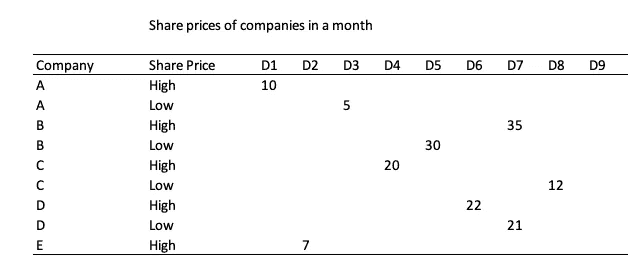 Share prices of companies in a month
Company Share Price D1 D2 D3 D4 D5 D6 D7 D8 D9
A High 10
A Low 5
B High 35
B Low 30
C High 20
C Low 12
D High 22
D Low 21
E High 7